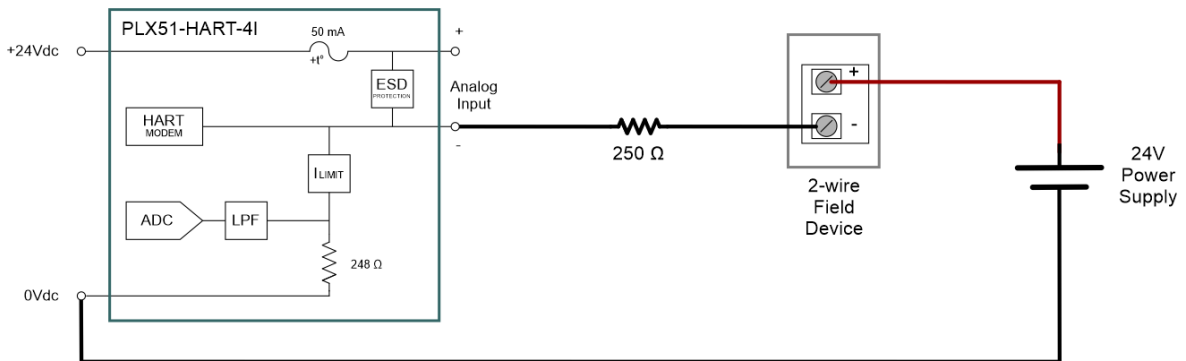 PLX51-HART-4I
50 mA
+t°
+
+24Vdc
ESD
PROTECTION
Analog
Input
-
HART
MODEM
I LIMIT
ADC
LPF
248 Ω
0Vdc
250 Ω
+
-
2-wire
Field
Device
24V
Power
Supply